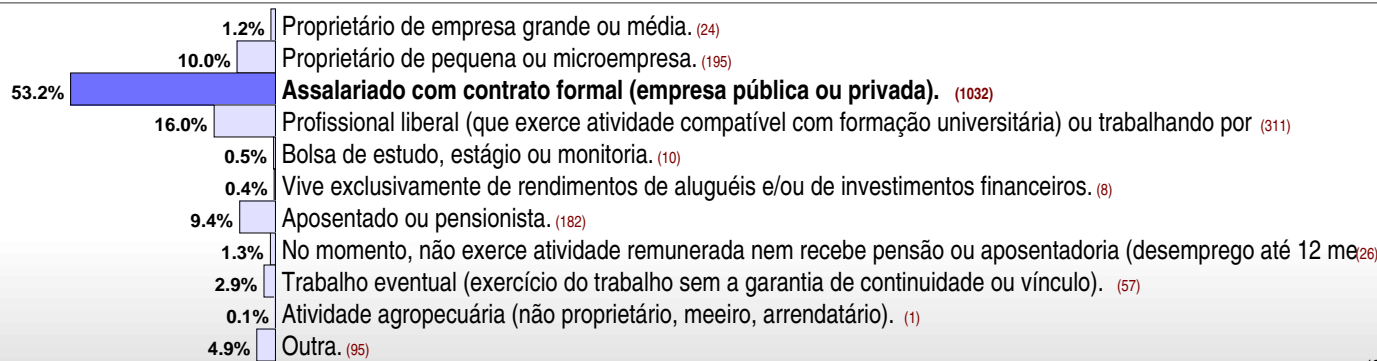 1.2% Proprietário de empresa grande ou média. (24)
10.0% Proprietário de pequena ou microempresa. (195)
53.2% Assalariado com contrato formal (empresa pública ou privada). (1032)
16.0% Profissional liberal (que exerce atividade compatível com formação universitária) ou trabalhando por (311)
0.5% Bolsa de estudo, estágio ou monitoria. (10)
0.4% Vive exclusivamente de rendimentos de aluguéis e/ou de investimentos financeiros. (8)
9.4% Aposentado ou pensionista. (182)
1.3% No momento, não exerce atividade remunerada nem recebe pensão ou aposentadoria (desemprego até 12 me(26)
2.9% Trabalho eventual (exercício do trabalho sem a garantia de continuidade ou vínculo). (57)
0.1% Atividade agropecuária (não proprietário, meeiro, arrendatário). (1)
4.9% Outra. (95)